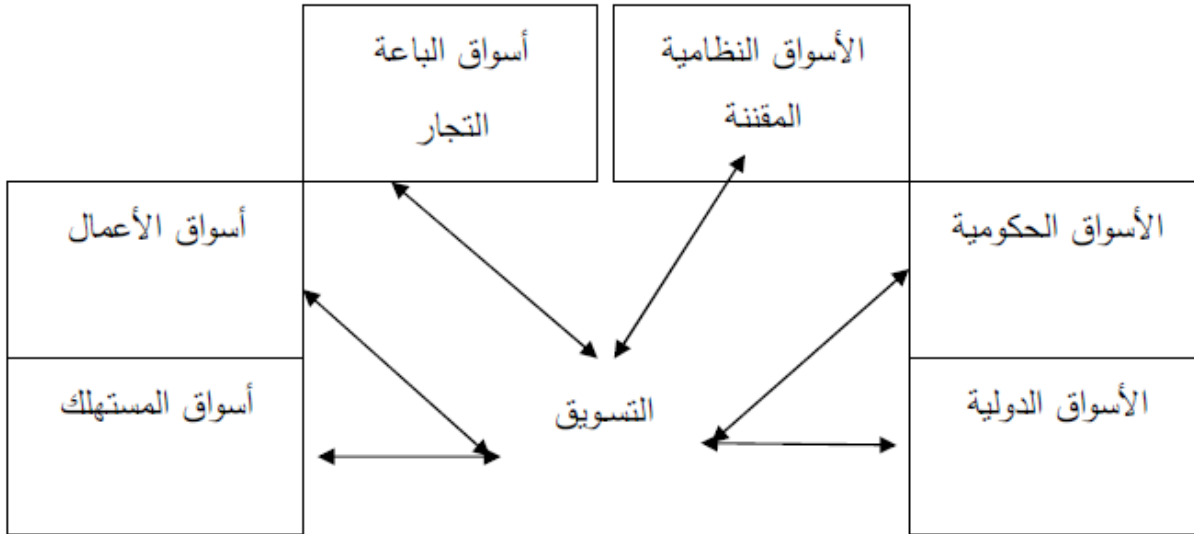 الأسواق النظامية
المقننة
أسواق الباعة
التجار
الأسواق الحكومية
أسواق الأعمال
الأسواق الدولية
التسويق
أسواق المستهلك